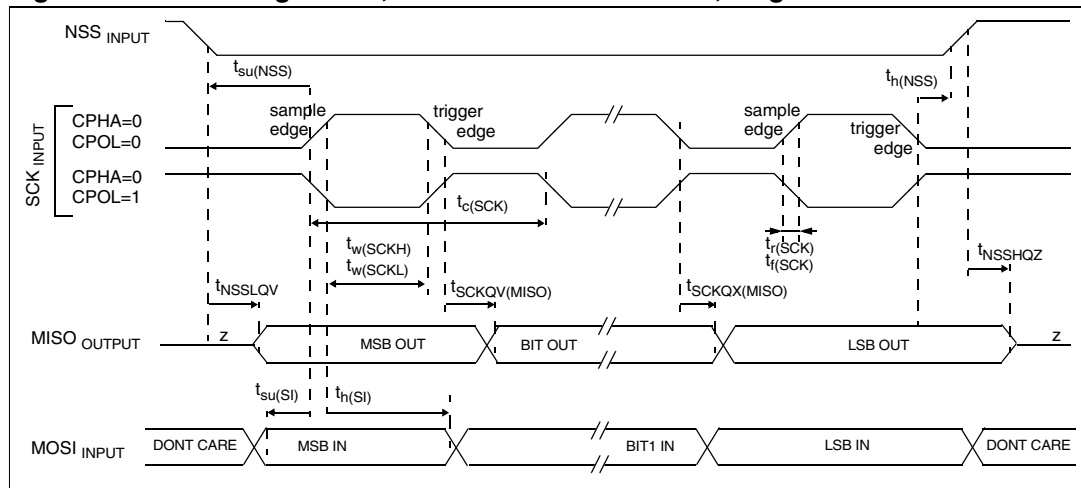 NSS INPUT
tsu(NSS)
th(NSS)
SCK INPUT
CPHA=0
CPOL=0
CPHA=0
CPOL=1
sample
edge
trigger
edge
sample
edge
trigger
edge
tc(SCK)
tw(SCKH)
tw(SCKL)
tr(SCK)
tf(SCK)
tNSSLQV
tSCKQV(MISO)
tSCKQX(MISO)
tNSSHQZ
MISO OUTPUT
z
MSB OUT
BIT OUT
LSB OUT
z
tsu(SI)
th(SI)
MOSI INPUT
DONT CARE
MSB IN
BIT1 IN
LSB IN
DONT CARE